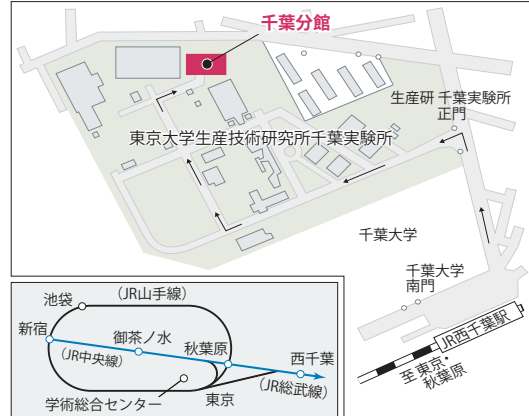 千葉分館
生産研 千葉実験所
正門
東京大学生産技術研究所千葉実験所
千葉大学
千葉大学
南門
JR西千葉駅
至 東京・
秋葉原
池袋
(JR山手線)
新宿
御茶ノ水
秋葉原
西千葉
(JR中央線)
(JR総武線)
学術総合センター
東京